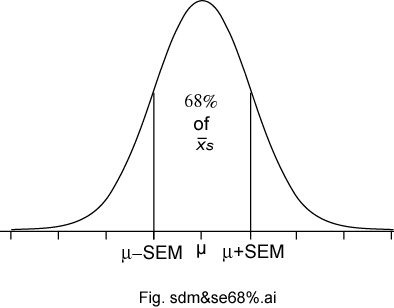 68%
of
x̄s
μ–SEM μ μ+SEM
Fig. sdm&se68%.ai